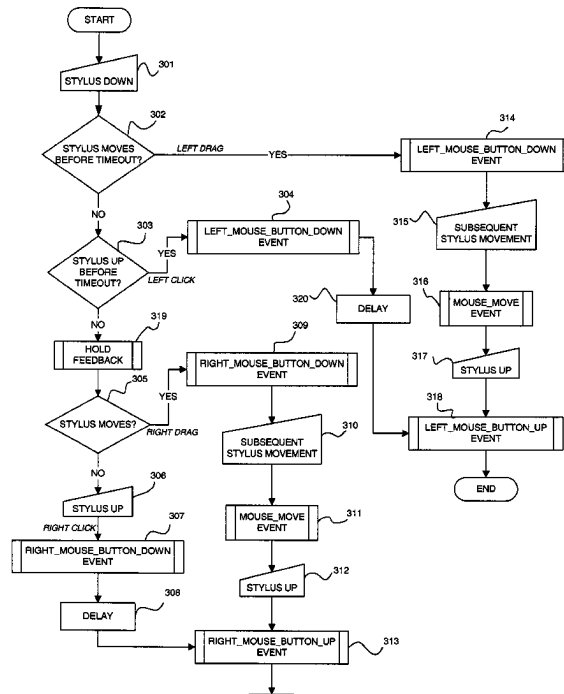 START
301
STYLUS DOWN
302
STYLUS MOVES
BEFORE TIMEOUT?
LEFT DRAG
YES
314
LEFT_MOUSE_BUTTON_DOWN
EVENT
NO
303
STYLUS UP
BEFORE
TIMEOUT?
YES
LEFT CLICK
304
LEFT_MOUSE_BUTTON_DOWN
EVENT
315
SUBSEQUENT
STYLUS MOVEMENT
320
DELAY
316
MOUSE_MOVE
EVENT
NO
319
HOLD
FEEDBACK
309
RIGHT_MOUSE_BUTTON_DOWN
EVENT
317
STYLUS UP
305
STYLUS MOVES?
YES
RIGHT DRAG
310
SUBSEQUENT
STYLUS MOVEMENT
318
LEFT_MOUSE_BUTTON_UP
EVENT
END
NO
306
STYLUS UP
RIGHT CLICK
307
RIGHT_MOUSE_BUTTON_DOWN
EVENT
311
MOUSE_MOVE
EVENT
312
STYLUS UP
308
DELAY
RIGHT_MOUSE_BUTTON_UP
EVENT
313